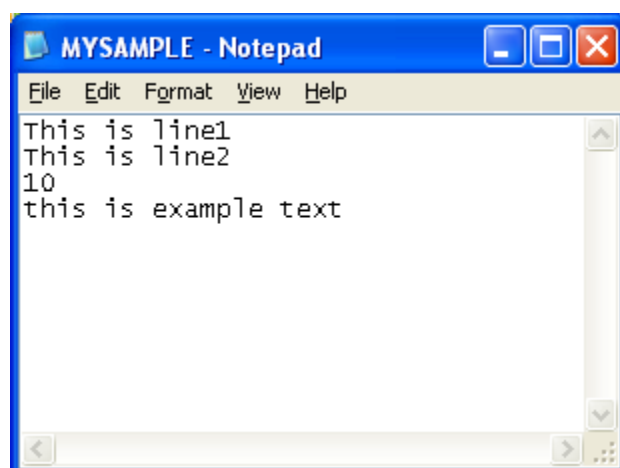 MYSAMPLE - Notepad
File Edit Format View Help
This is line1
This is line2
10
this is example text